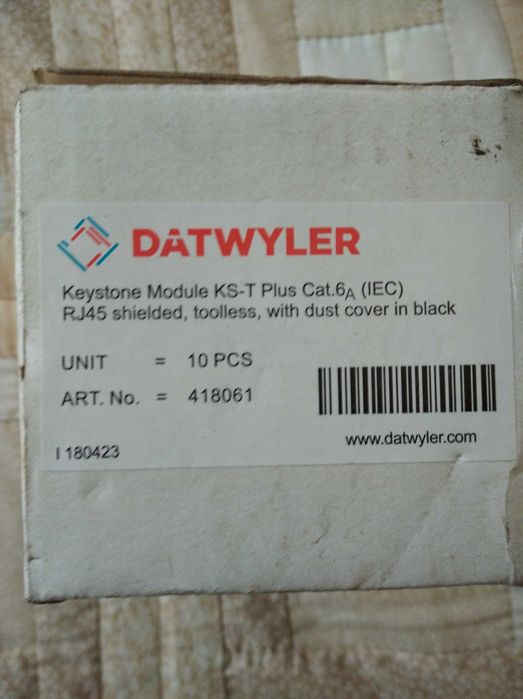 DATWYLER
Keystone Module KS-T Plus Cat.6A (IEC)
RJ45 shielded, toolless, with dust cover in black
UNIT = 10 PCS
ART. No. = 418061
www.datwyler.com
I 180423